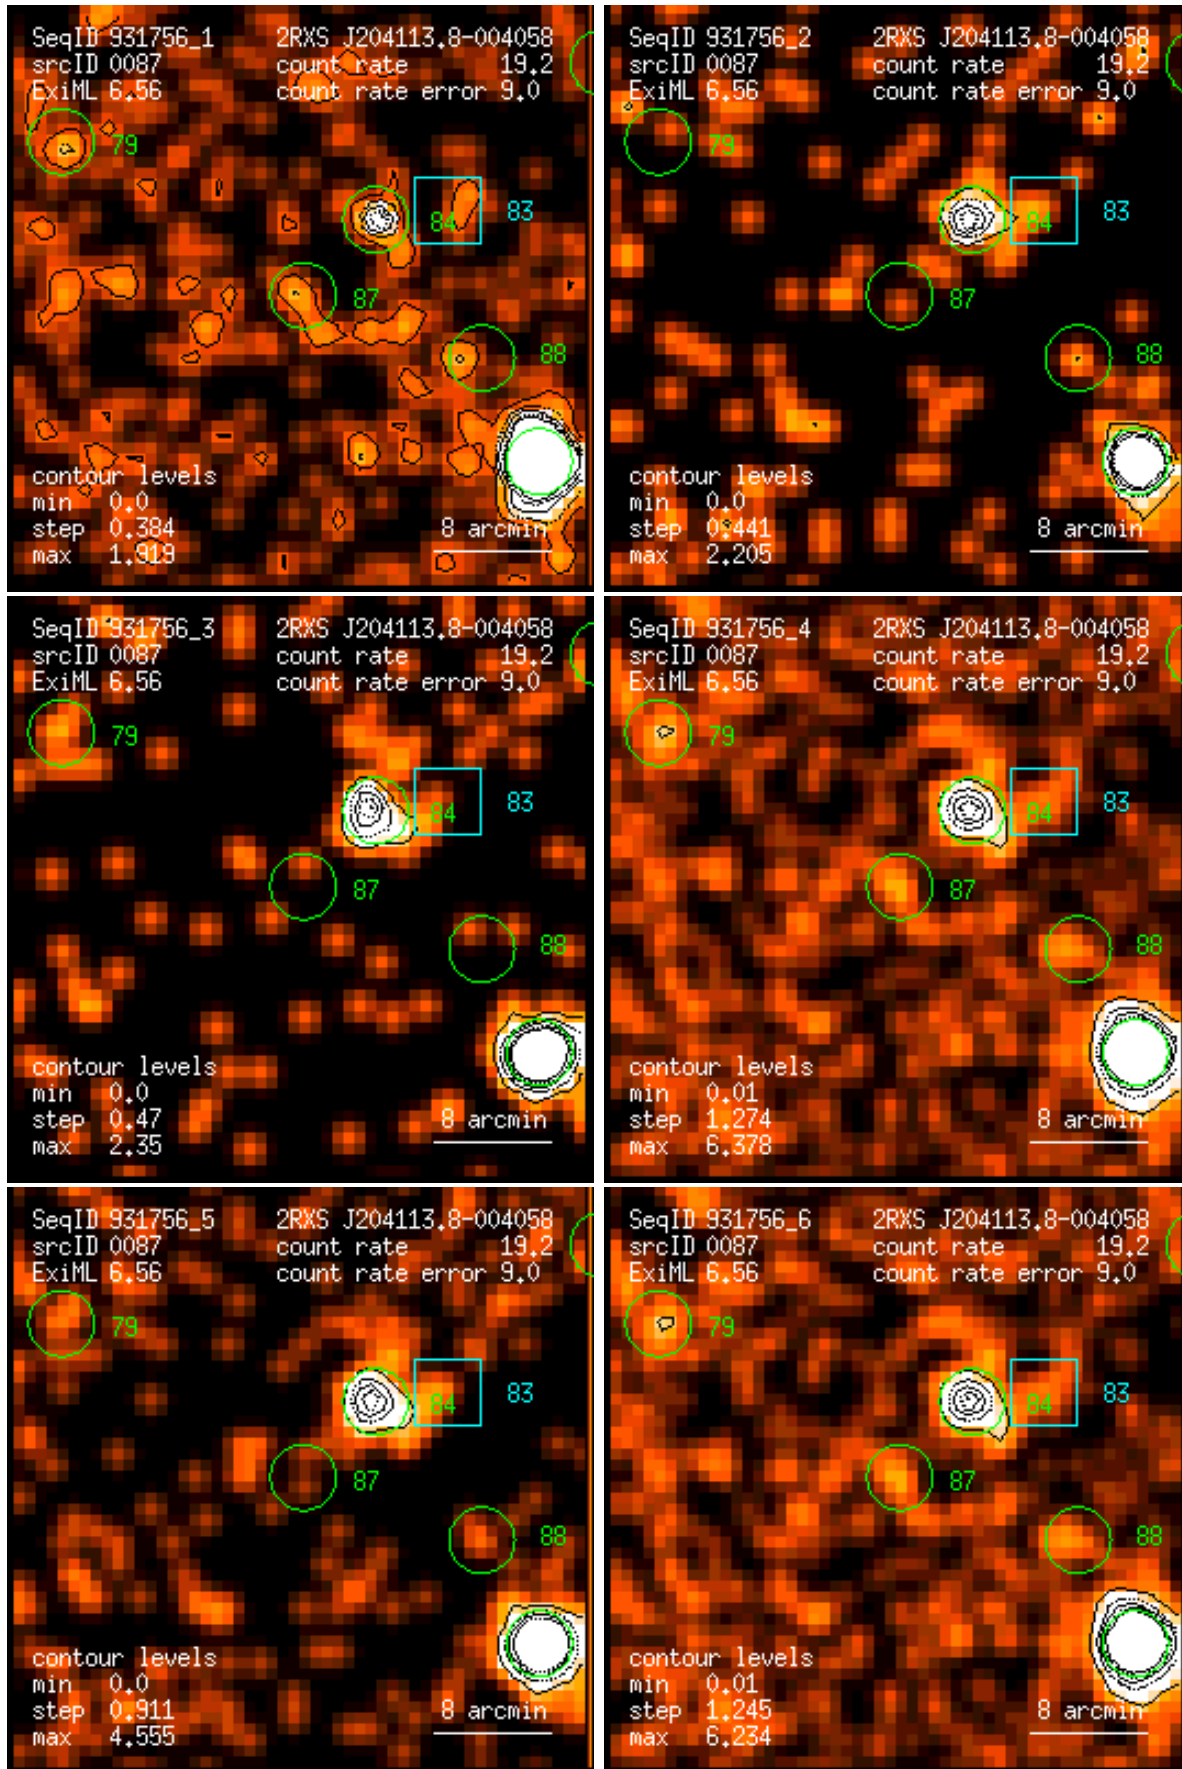 SeqID 931756_1 2RXS J204113.8-004058
srcID 0087 count rate 19.2
ExiML 6.56 count rate error 9.0
79
83
84
87
88
contour levels
min 0.0
step 0.384 8 arcmin
max 1.919
SeqID 931756_2 2RXS J204113.8-004058
srcID 0087 count rate 19.2
ExiML 6.56 count rate error 9.0
79
83
84
87
88
contour levels
min 0.0
step 0.441 8 arcmin
max 2.205
SeqID 931756_3 2RXS J204113.8-004058
srcID 0087 count rate 19.2
ExiML 6.56 count rate error 9.0
79
83
84
87
88
contour levels
min 0.0
step 0.47 8 arcmin
max 2.35
SeqID 931756_4 2RXS J204113.8-004058
srcID 0087 count rate 19.2
ExiML 6.56 count rate error 9.0
79
83
84
87
88
contour levels
min 0.01
step 1.274 8 arcmin
max 6.378
SeqID 931756_5 2RXS J204113.8-004058
srcID 0087 count rate 19.2
ExiML 6.56 count rate error 9.0
79
83
84
87
88
contour levels
min 0.0
step 0.911 8 arcmin
max 4.555
SeqID 931756_6 2RXS J204113.8-004058
srcID 0087 count rate 19.2
ExiML 6.56 count rate error 9.0
79
83
84
87
88
contour levels
min 0.01
step 1.245 8 arcmin
max 6.234